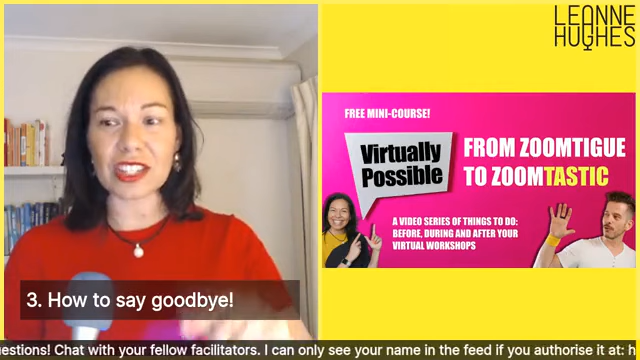 LEANNE
HUGHES
FREE MINI-COURSE!
Virtually
Possible
FROM ZOOMTIGUE
TO ZOOMTASTIC
A VIDEO SERIES OF THINGS TO DO:
BEFORE, DURING AND AFTER YOUR
VIRTUAL WORKSHOPS
3. How to say goodbye!
uestions! Chat with your fellow facilitators. I can only see your name in the feed if you authorise it at: h